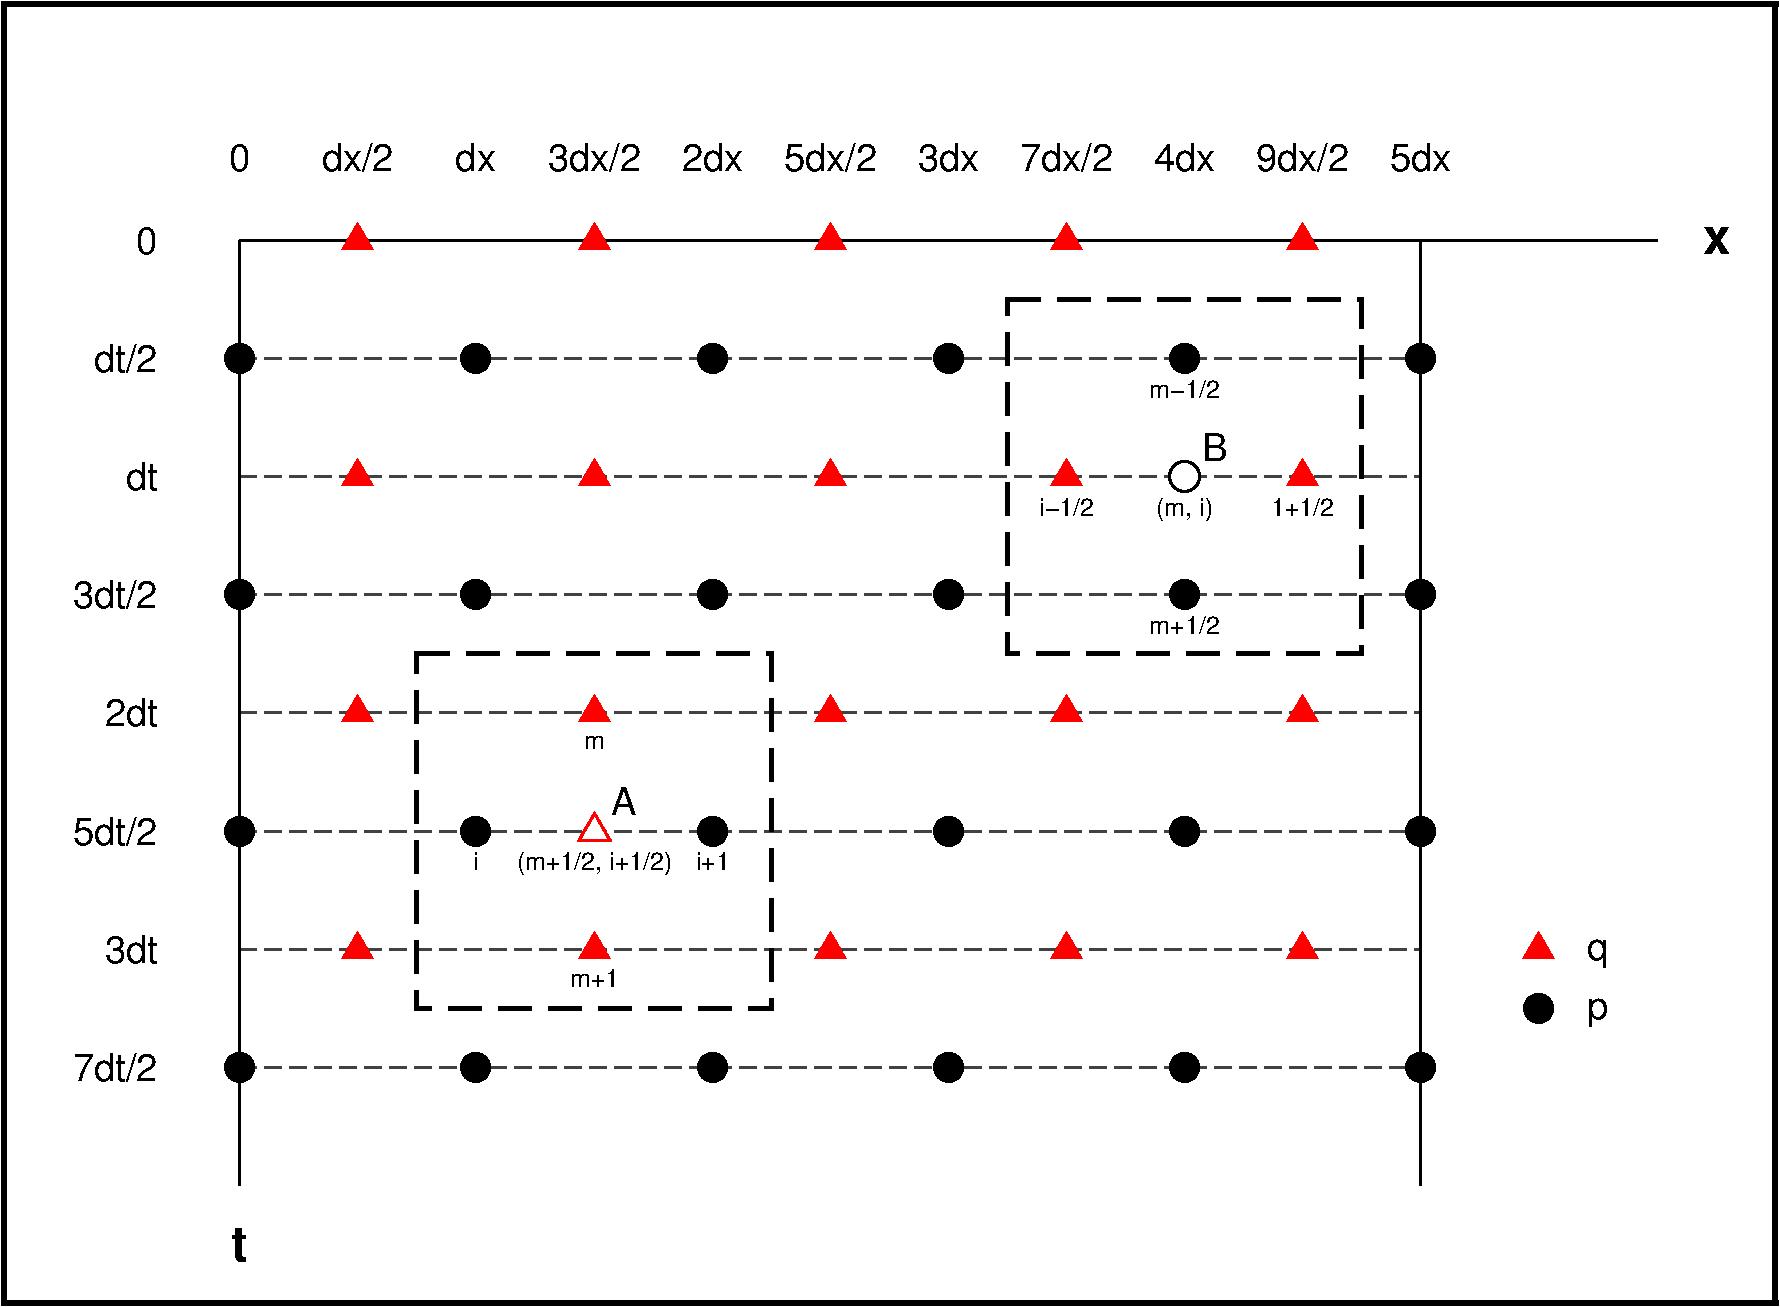 0 dx/2 dx 3dx/2 2dx 5dx/2 3dx 7dx/2 4dx 9dx/2 5dx
0 x
dt/2
m−1/2
B
dt
i−1/2 (m, i) 1+1/2
3dt/2
m+1/2
2dt
m
A
5dt/2
i (m+1/2, i+1/2) i+1
3dt q
m+1
p
7dt/2
t